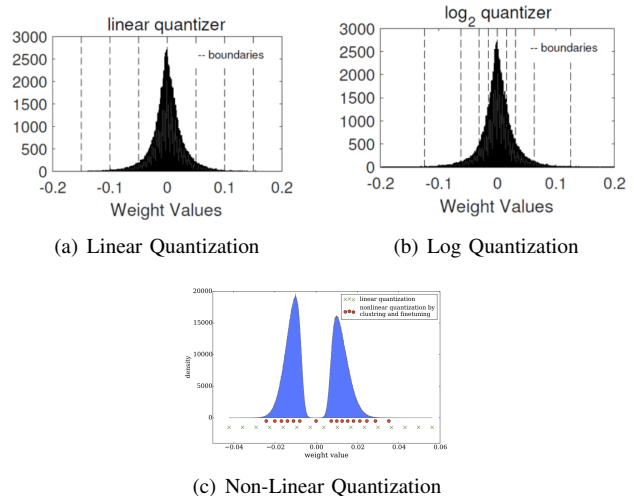 linear quantizer
3000
2500
2000
1500
1000
500
0
-- boundaries
-0.2 -0.1 0 0.1 0.2
Weight Values
(a) Linear Quantization
log2 quantizer
3000
2500
2000
1500
1000
500
0
-- boundaries
-0.2 -0.1 0 0.1 0.2
Weight Values
(b) Log Quantization
20000
15000
10000
5000
0
density
linear quantization
nonlinear quantization by
clustring and finetuning
−0.04 −0.02 0.00 0.02 0.04 0.06
weight value
(c) Non-Linear Quantization